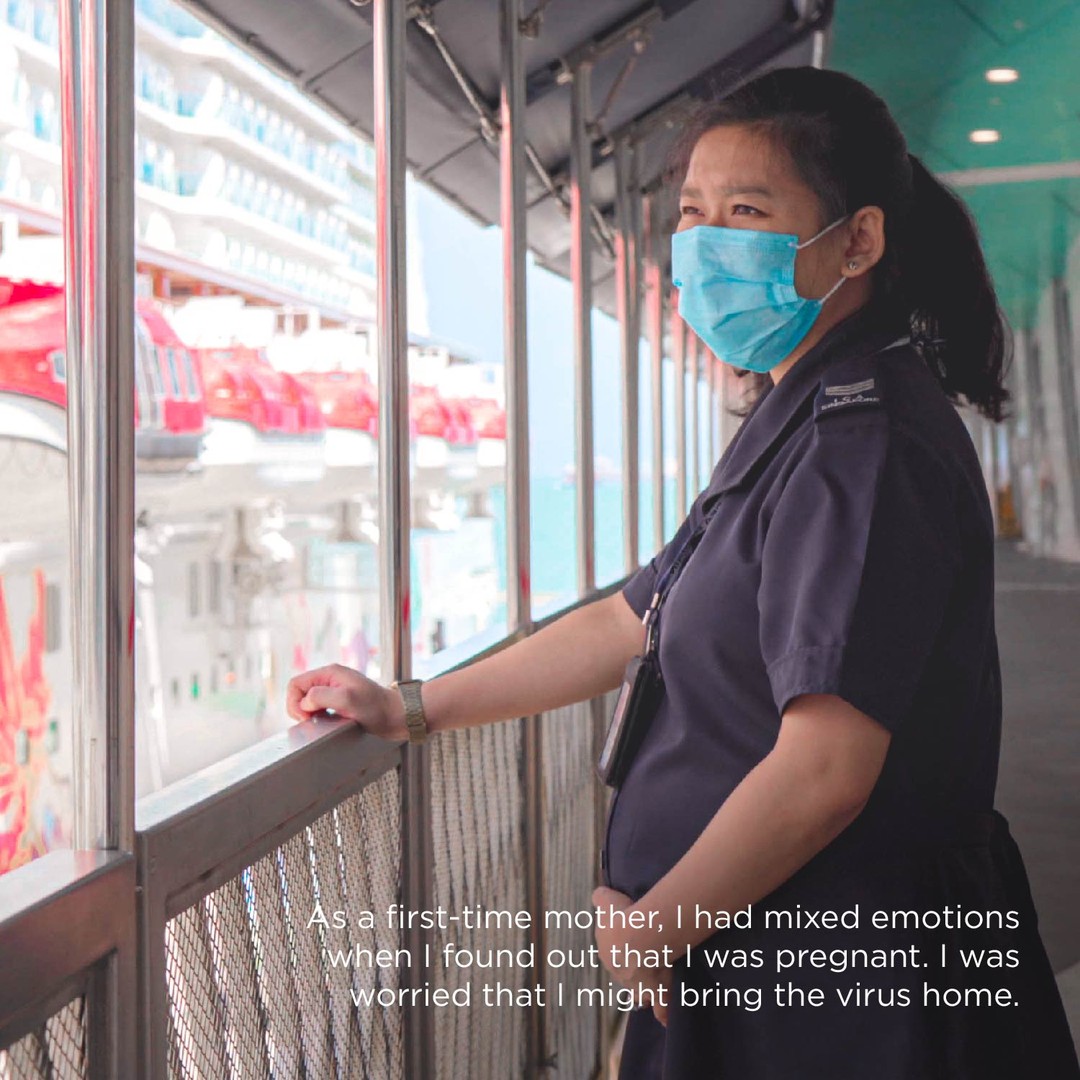 As a first-time mother, I had mixed emotions
when I found out that I was pregnant. I was
worried that I might bring the virus home.